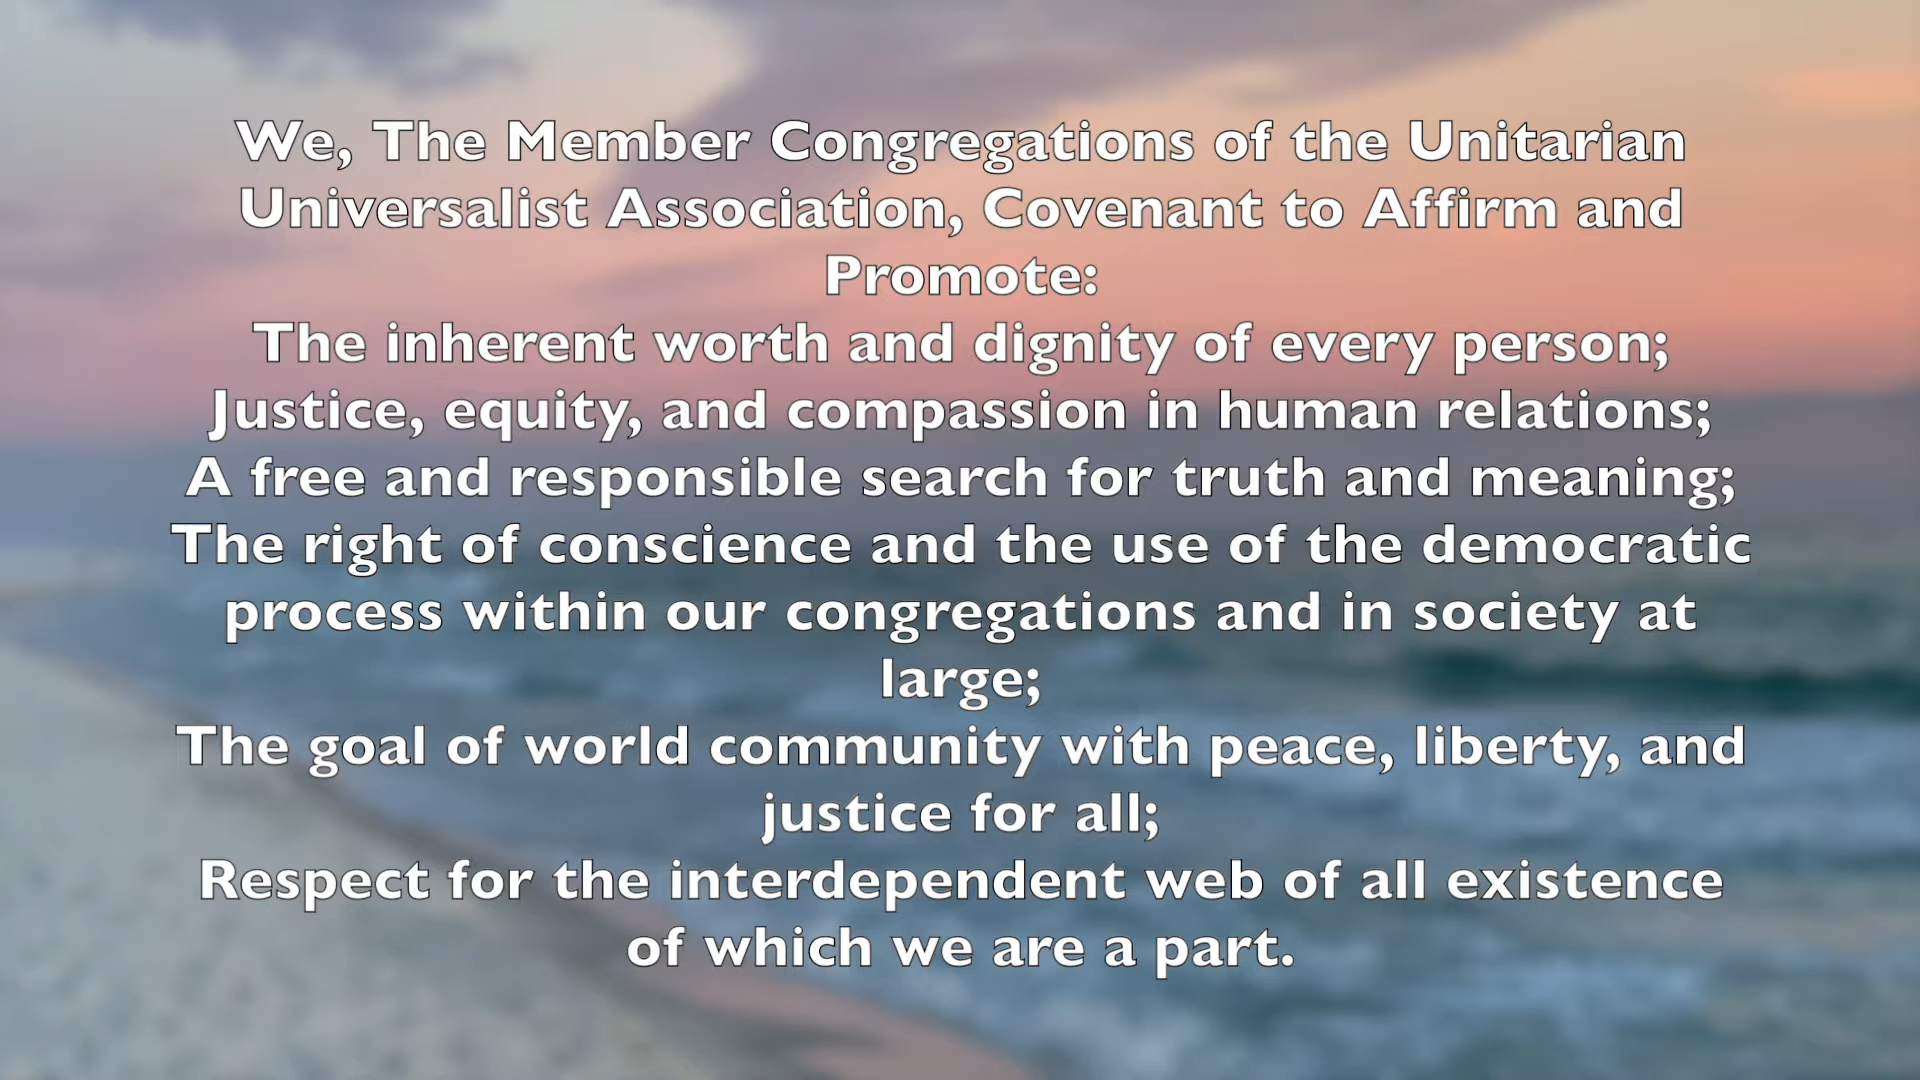 We, The Member Congregations of the Unitarian
Universalist Association, Covenant to Affirm and
Promote:
The inherent worth and dignity of every person;
Justice, equity, and compassion in human relations;
A free and responsible search for truth and meaning;
The right of conscience and the use of the democratic
process within our congregations and in society at
large;
The goal of world community with peace, liberty, and
justice for all;
Respect for the interdependent web of all existence
of which we are a part.